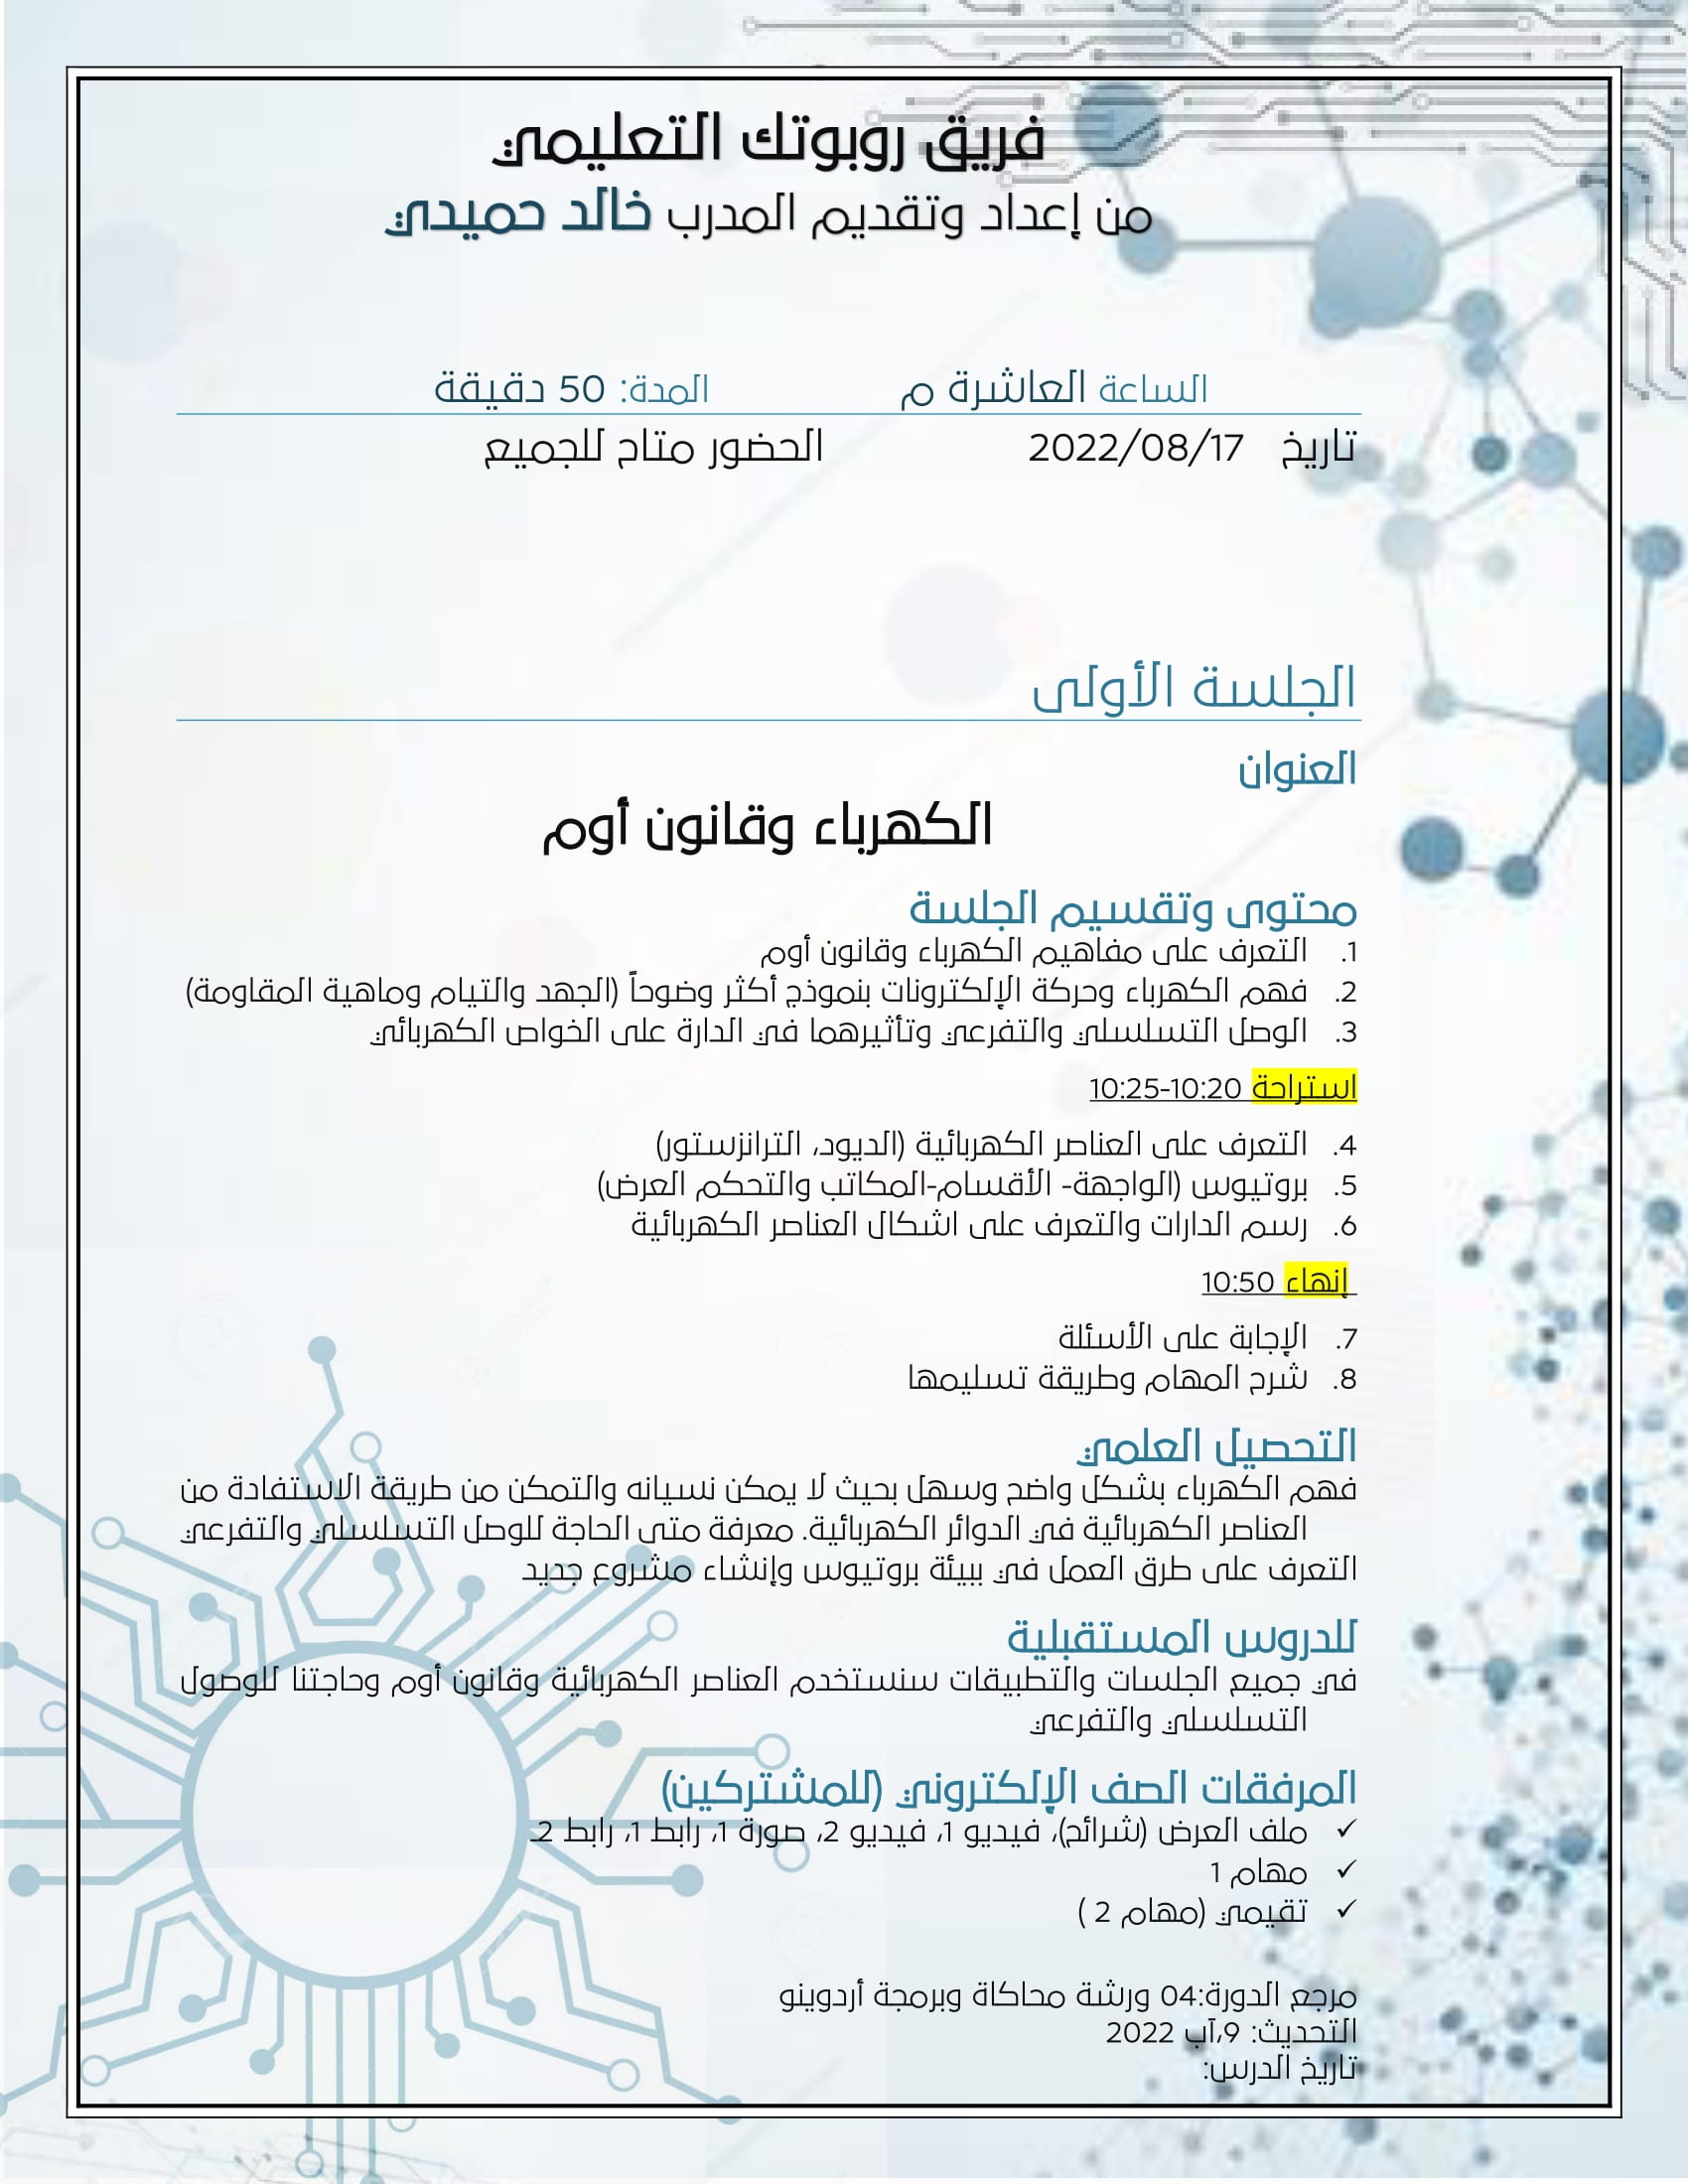 فريق روبوتك التعليمي
من إعداد وتقديم المدرب خالد حميدي
الساعة العاشرة م المدة: 50 دقيقة
تاريخ 2022/08/17 الحضور متاح للجميع
الجلسة الأولى
العنوان
الكهرباء وقانون أوم
محتوى وتقسيم الجلسة
1. التعرف على مفاهيم الكهرباء وقانون أوم
2. فهم الكهرباء وحركة الإلكترونات بنموذج أكثر وضوحاً (الجهد والتيام وماهية المقاومة)
3. الوصل التسلسلي والتفرعي وتأثيرهما في الدارة على الخواص الكهربائي
استراحة 10:20-10:25
4. التعرف على العناصر الكهربائية (الديود، الترانزستور)
5. بروتيوس (الواجهة- الأقسام-المكاتب والتحكم العرض)
6. رسم الدارات والتعرف على اشكال العناصر الكهربائية
إنهاء 10:50
7. الإجابة على الأسئلة
8. شرح المهام وطريقة تسليمها
التحصيل العلمي
فهم الكهرباء بشكل واضح وسهل بحيث لا يمكن نسيانه والتمكن من طريقة الاستفادة من
العناصر الكهربائية في الدوائر الكهربائية. معرفة متى الحاجة للوصل التسلسلي والتفرعي
التعرف على طرق العمل في ببيئة بروتيوس وإنشاء مشروع جديد
للدروس المستقبلية
في جميع الجلسات والتطبيقات سنستخدم العناصر الكهربائية وقانون أوم وحاجتنا للوصول
التسلسلي والتفرعي
المرفقات الصف الإلكتروني (للمشتركين)
✓ ملف العرض (شرائح)، فيديو 1، فيديو 2، صورة 1، رابط 1، رابط 2.
✓ مهام 1
✓ تقيمي (مهام 2 )
مرجع الدورة:04 ورشة محاكاة وبرمجة أردوينو
التحديث: 9،آب 2022
تاريخ الدرس: